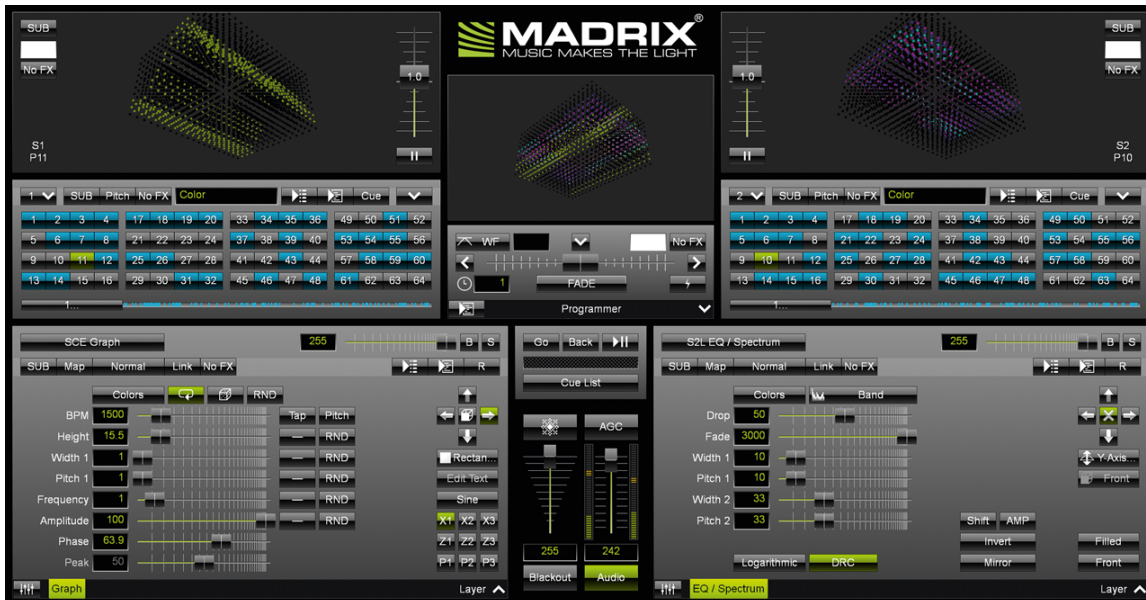 SUB
No FX
S1
P11
1.0
MADRIX®
MUSIC MAKES THE LIGHT
1.0
SUB
No FX
S2
P10
1 SUB Pitch No FX Color Cue
1 2 3 4 17 18 19 20 33 34 35 36 49 50 51 52
5 6 7 8 21 22 23 24 37 38 39 40 53 54 55 56
9 10 11 12 25 26 27 28 41 42 43 44 57 58 59 60
13 14 15 16 29 30 31 32 45 46 47 48 61 62 63 64
1...
WF No FX
1 FADE
Programmer
2 SUB Pitch No FX Color Cue
1 2 3 4 17 18 19 20 33 34 35 36 49 50 51 52
5 6 7 8 21 22 23 24 37 38 39 40 53 54 55 56
9 10 11 12 25 26 27 28 41 42 43 44 57 58 59 60
13 14 15 16 29 30 31 32 45 46 47 48 61 62 63 64
1...
SCE Graph 255 B S
SUB Map Normal Link No FX R
Colors RND
BPM 1500 Tap Pitch
Height 15.5 RND
Width 1 1 RND Rectan...
Pitch 1 1 RND Edit Text
Frequency 1 RND Sine
Amplitude 100 RND X1 X2 X3
Phase 63.9 Z1 Z2 Z3
Peak 50 P1 P2 P3
Graph Layer
Go Back
Cue List
AGC
255 242
Blackout Audio
S2L EQ / Spectrum 255 B S
SUB Map Normal Link No FX R
Colors Band
Drop 50
Fade 3000
Width 1 10 Y-Axis...
Pitch 1 10 Front
Width 2 33
Pitch 2 33 Shift AMP
Invert Filled
Logarithmic DRC Mirror Front
EQ / Spectrum Layer